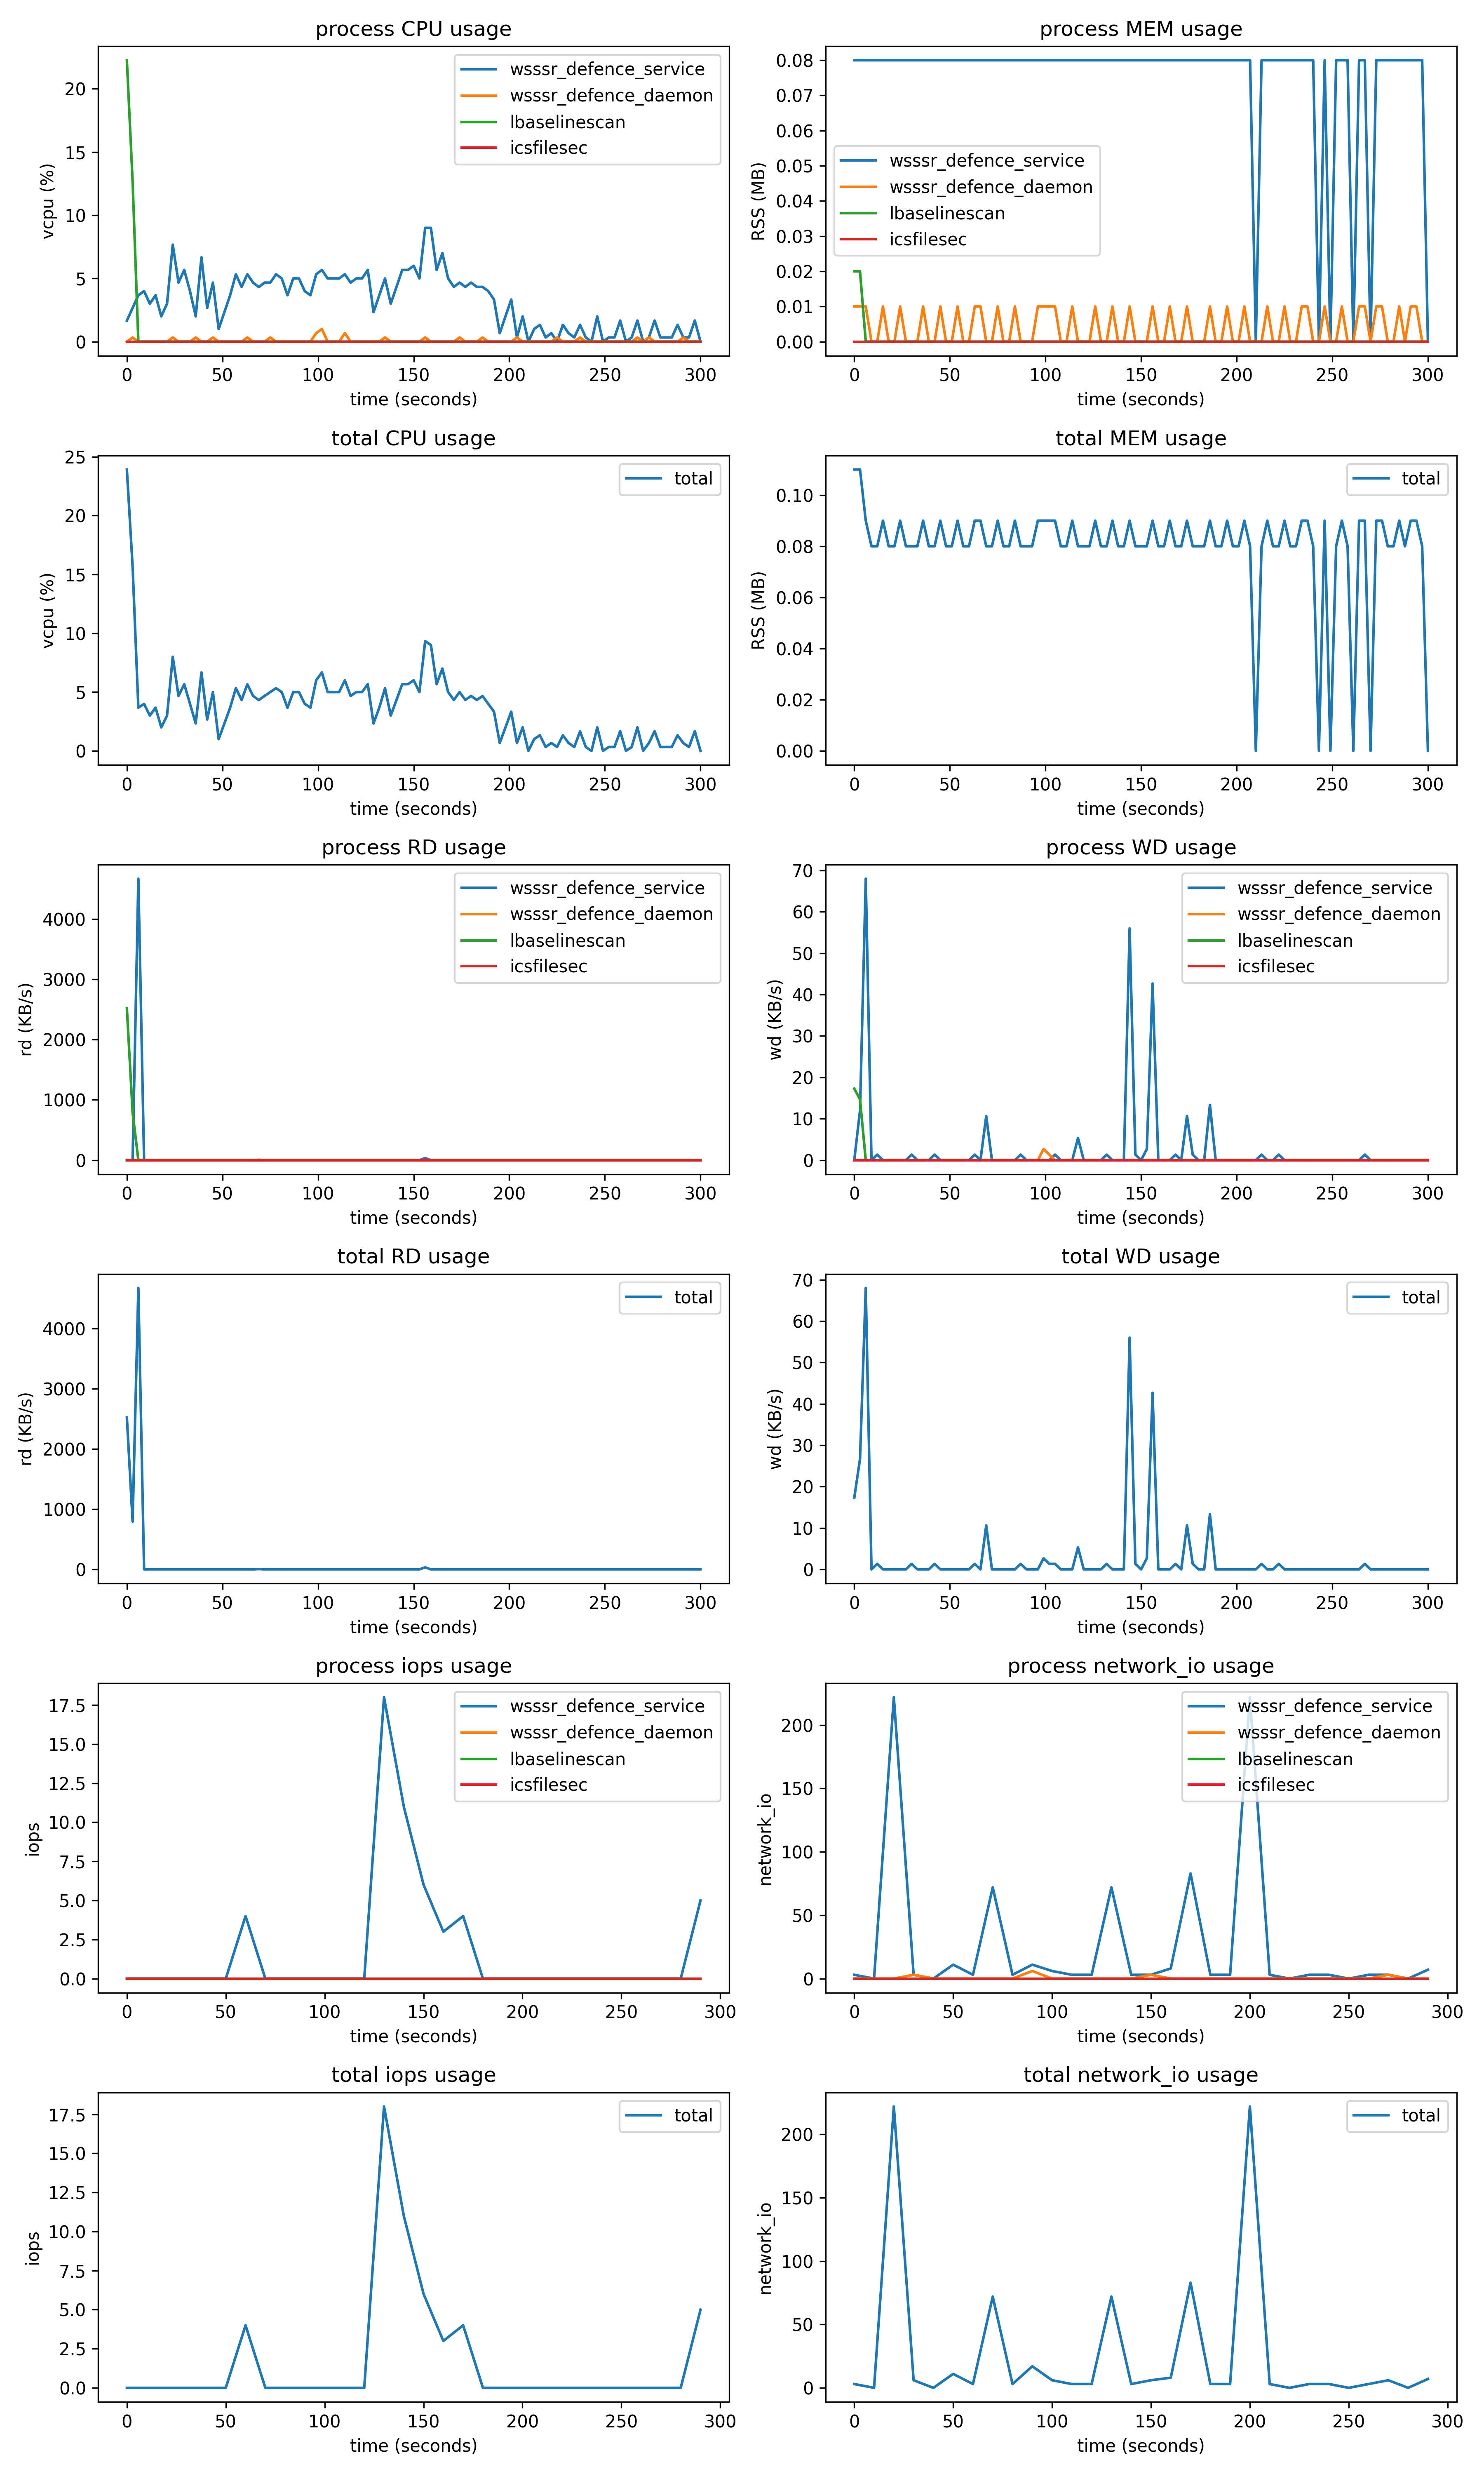 process CPU usage
vcpu (%)
20
15
10
5
0
wsssr_defence_service
wsssr_defence_daemon
lbaselinescan
icsfilesec
0 50 100 150 200 250 300
time (seconds)
process MEM usage
RSS (MB)
0.08
0.07
0.06
0.05
0.04
0.03
0.02
0.01
0.00
wsssr_defence_service
wsssr_defence_daemon
lbaselinescan
icsfilesec
0 50 100 150 200 250 300
time (seconds)
total CPU usage
vcpu (%)
25
20
15
10
5
0
total
0 50 100 150 200 250 300
time (seconds)
total MEM usage
RSS (MB)
0.10
0.08
0.06
0.04
0.02
0.00
total
0 50 100 150 200 250 300
time (seconds)
process RD usage
rd (KB/s)
4000
3000
2000
1000
0
wsssr_defence_service
wsssr_defence_daemon
lbaselinescan
icsfilesec
0 50 100 150 200 250 300
time (seconds)
process WD usage
wd (KB/s)
70
60
50
40
30
20
10
0
wsssr_defence_service
wsssr_defence_daemon
lbaselinescan
icsfilesec
0 50 100 150 200 250 300
time (seconds)
total RD usage
rd (KB/s)
4000
3000
2000
1000
0
total
0 50 100 150 200 250 300
time (seconds)
total WD usage
wd (KB/s)
70
60
50
40
30
20
10
0
total
0 50 100 150 200 250 300
time (seconds)
process iops usage
iops
17.5
15.0
12.5
10.0
7.5
5.0
2.5
0.0
wsssr_defence_service
wsssr_defence_daemon
lbaselinescan
icsfilesec
0 50 100 150 200 250 300
time (seconds)
process network_io usage
network_io
200
150
100
50
0
wsssr_defence_service
wsssr_defence_daemon
lbaselinescan
icsfilesec
0 50 100 150 200 250 300
time (seconds)
total iops usage
iops
17.5
15.0
12.5
10.0
7.5
5.0
2.5
0.0
total
0 50 100 150 200 250 300
time (seconds)
total network_io usage
network_io
200
150
100
50
0
total
0 50 100 150 200 250 300
time (seconds)